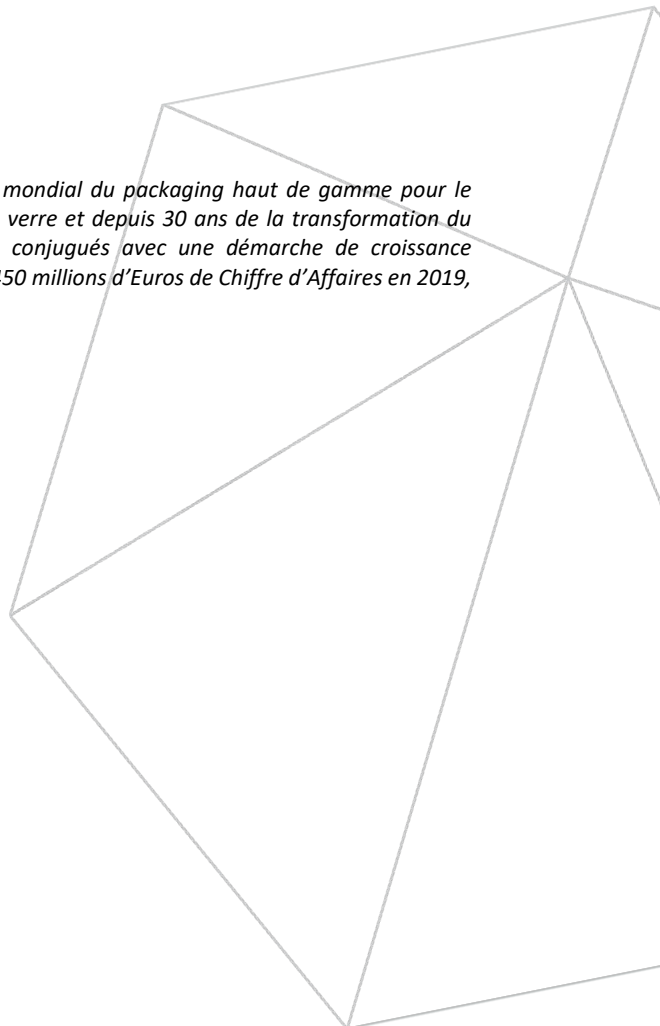 mondial du packaging haut de gamme pour le
verre et depuis 30 ans de la transformation du
conjugués avec une démarche de croissance
50 millions d'Euros de Chiffre d'Affaires en 2019,